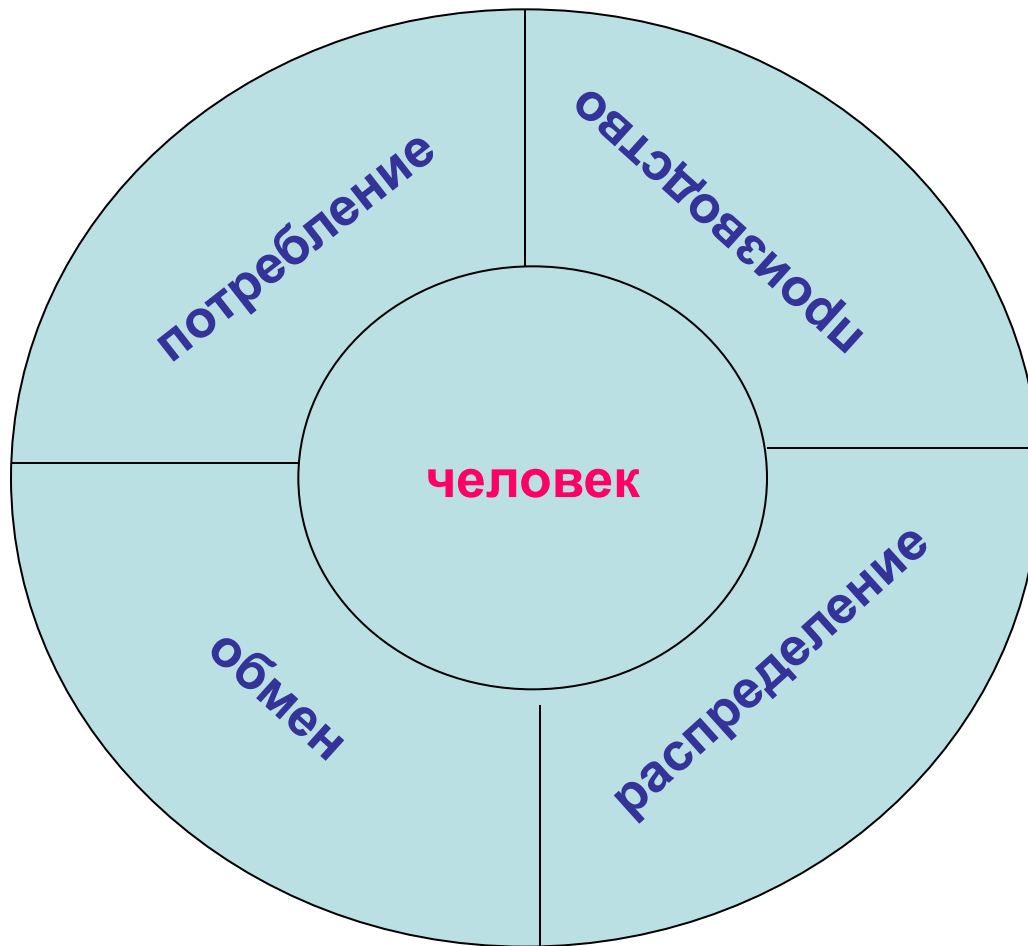 потребление
производство
человек
обмен
распределение